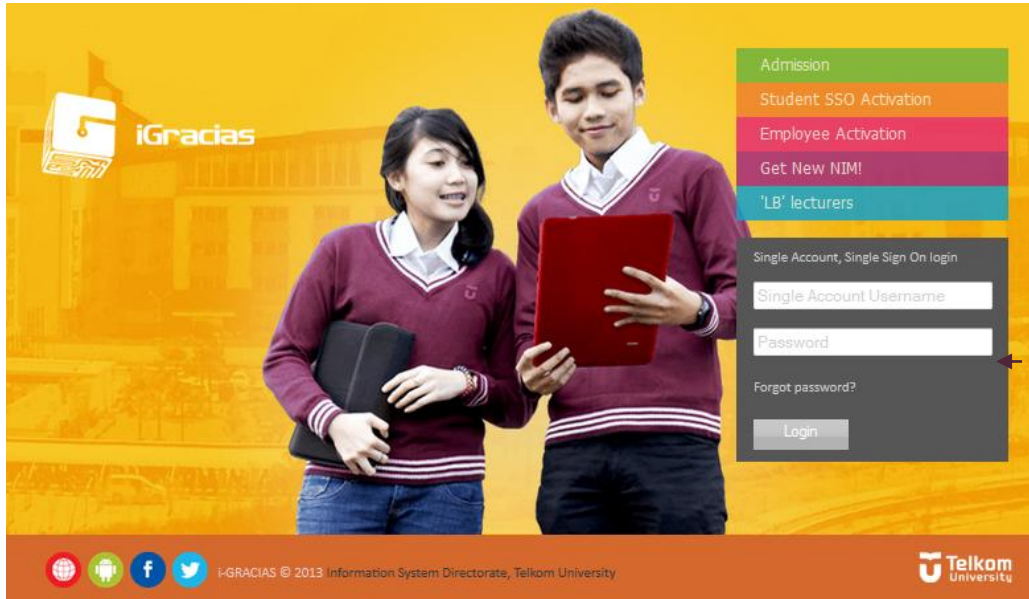 iGracias
Admission
Student SSO Activation
Employee Activation
Get New NIM!
'LB' lecturers
Single Account, Single Sign On login
Single Account Username
Password
Forgot password?
Login
i-GRACIAS © 2013 Information System Directorate, Telkom University
Telkom
University